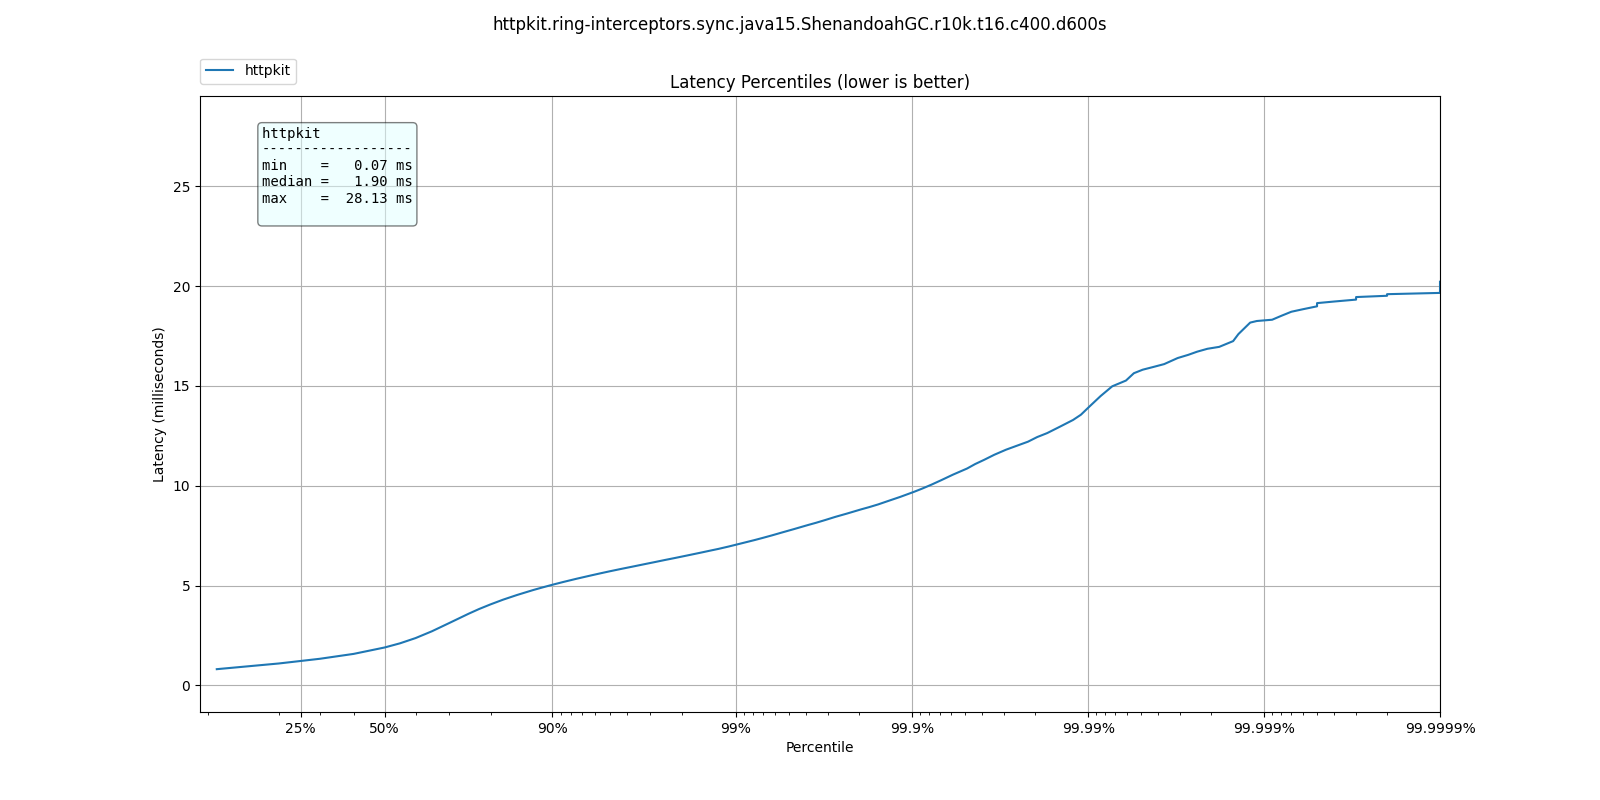 httpkit.ring-interceptors.sync.java15.ShenandoahGC.r10k.t16.c400.d600s
httpkit
Latency Percentiles (lower is better)
httpkit
------------------
min    =   0.07 ms
median =   1.90 ms
max    =  28.13 ms
25
20
15
10
5
0
Latency (milliseconds)
25% 50% 90% 99% 99.9% 99.99% 99.999% 99.9999%
Percentile